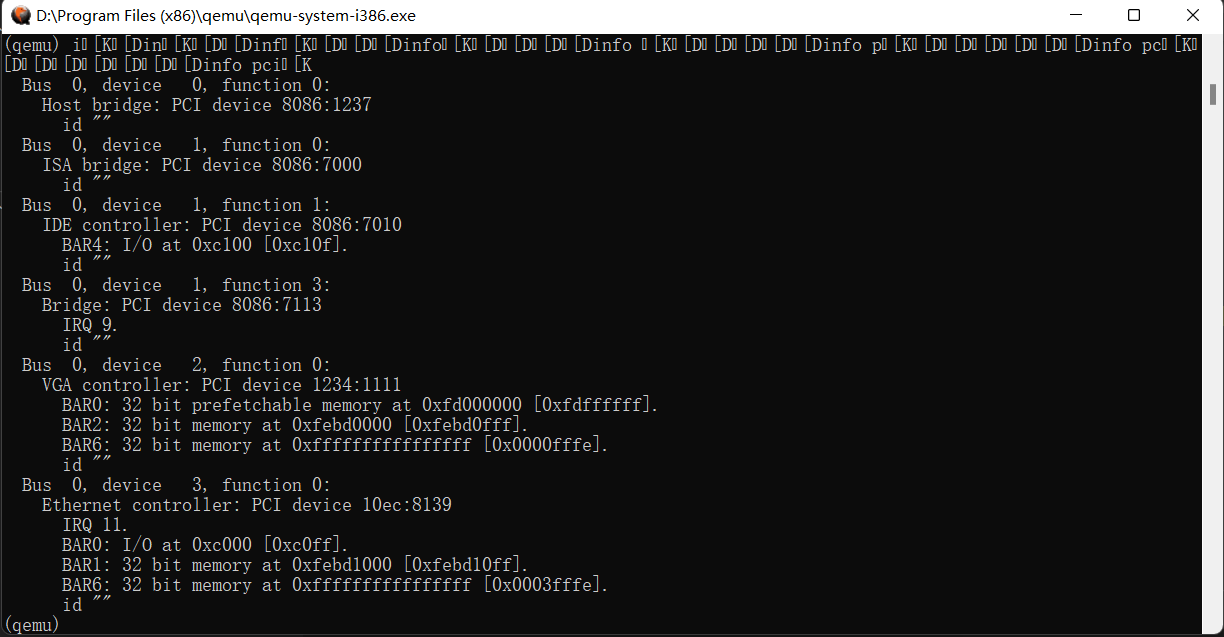 D:\Program Files (x86)\qemu\qemu-system-i386.exe
(qemu) i▯[K▯[Din▯[K▯[D▯[Dinf▯[K▯[D▯[D▯[Dinfo▯[K▯[D▯[D▯[D▯[Dinfo ▯[K▯[D▯[D▯[D▯[D▯[Dinfo p▯[K▯[D▯[D▯[D▯[D▯[D▯[Dinfo pc▯[K▯
[D▯[D▯[D▯[D▯[D▯[D▯[Dinfo pci▯[K
Bus  0, device   0, function 0:
Host bridge: PCI device 8086:1237
id ""
Bus  0, device   1, function 0:
ISA bridge: PCI device 8086:7000
id ""
Bus  0, device   1, function 1:
IDE controller: PCI device 8086:7010
BAR4: I/O at 0xc100 [0xc10f].
id ""
Bus  0, device   1, function 3:
Bridge: PCI device 8086:7113
IRQ 9.
id ""
Bus  0, device   2, function 0:
VGA controller: PCI device 1234:1111
BAR0: 32 bit prefetchable memory at 0xfd000000 [0xfdffffff].
BAR2: 32 bit memory at 0xfebd0000 [0xfebd0fff].
BAR6: 32 bit memory at 0xffffffffffffffff [0x0000fffe].
id ""
Bus  0, device   3, function 0:
Ethernet controller: PCI device 10ec:8139
IRQ 11.
BAR0: I/O at 0xc000 [0xc0ff].
BAR1: 32 bit memory at 0xfebd1000 [0xfebd10ff].
BAR6: 32 bit memory at 0xffffffffffffffff [0x0003fffe].
id ""
(qemu)